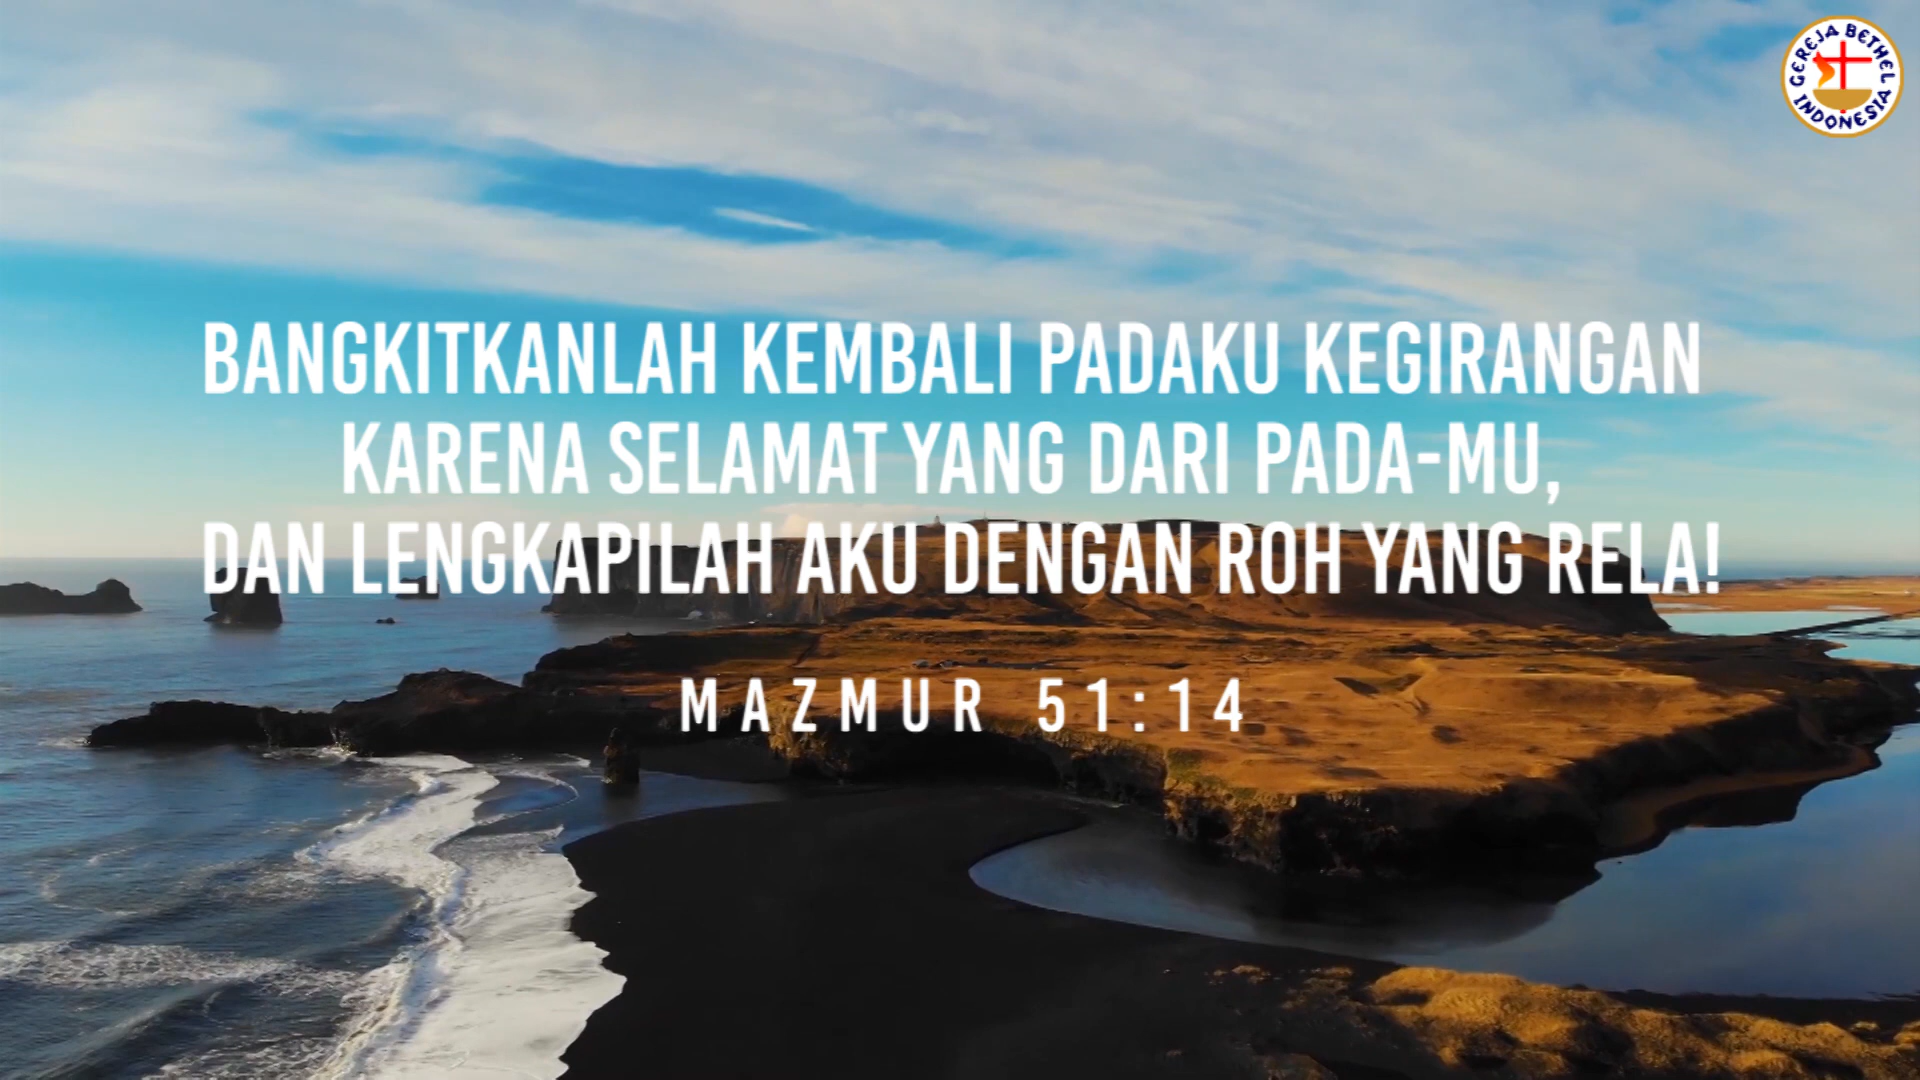 GEREJA BETHEL INDONESIA
BANGKITKANLAH KEMBALI PADAKU KEGIRANGAN
KARENA SELAMAT YANG DARI PADA-MU,
DAN LENGKAPILAH AKU DENGAN ROH YANG RELA!
MAZMUR 51:14